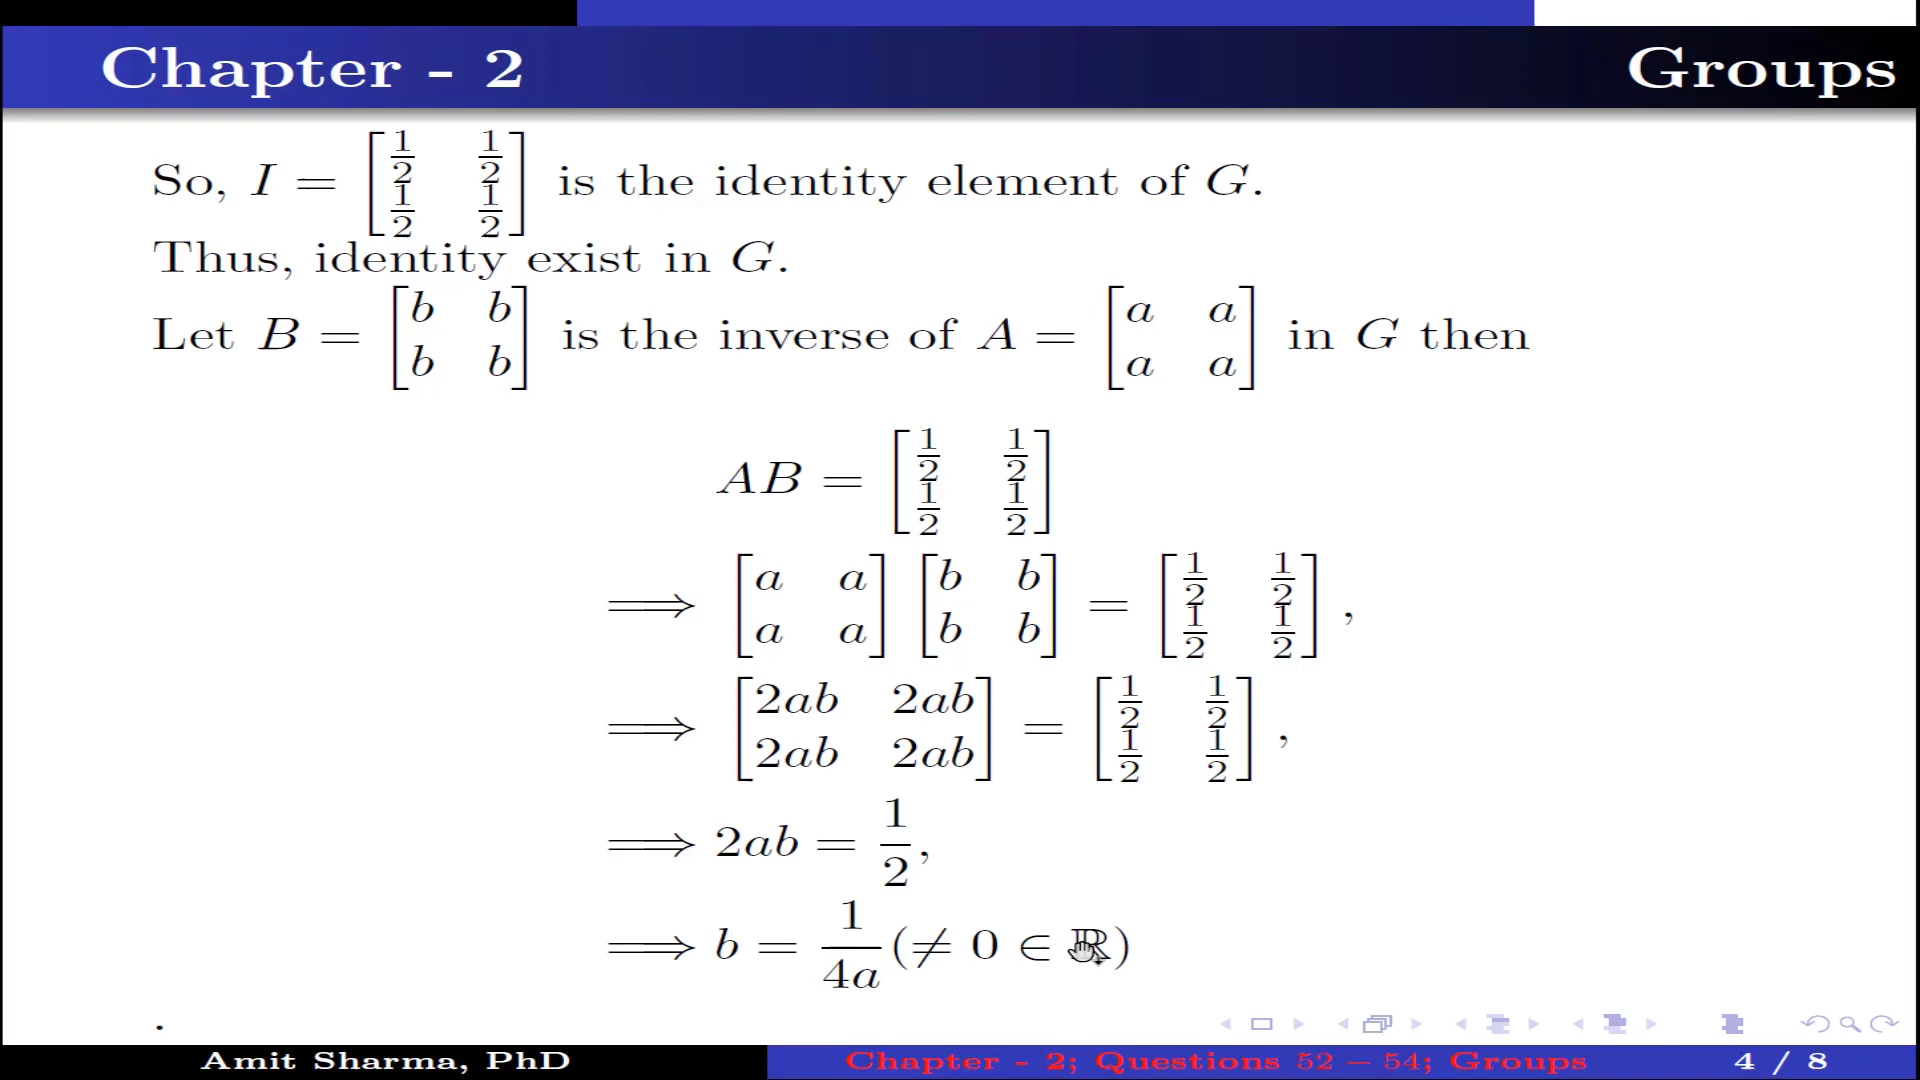 Chapter - 2 Groups
So, I = [1/2 1/2; 1/2 1/2] is the identity element of G.
Thus, identity exist in G.
Let B = [b b; b b] is the inverse of A = [a a; a a] in G then
AB = [1/2 1/2; 1/2 1/2]
⟹ [a a; a a] [b b; b b] = [1/2 1/2; 1/2 1/2],
⟹ [2ab 2ab; 2ab 2ab] = [1/2 1/2; 1/2 1/2],
⟹ 2ab = 1/2,
⟹ b = 1/4a (≠ 0 ∈ ℝ)
.
Amit Sharma, PhD Chapter - 2; Questions 52 – 54; Groups 4 / 8